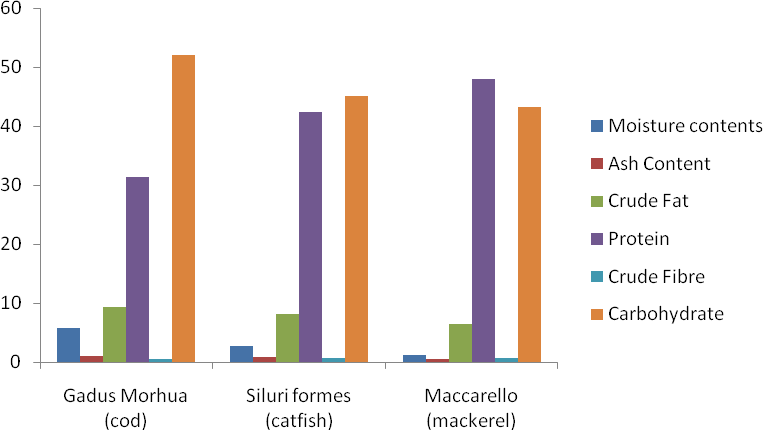 60
50
40
30
20
10
0
Gadus Morhua
(cod)
Siluri formes
(catfish)
Maccarello
(mackerel)
Moisture contents
Ash Content
Crude Fat
Protein
Crude Fibre
Carbohydrate